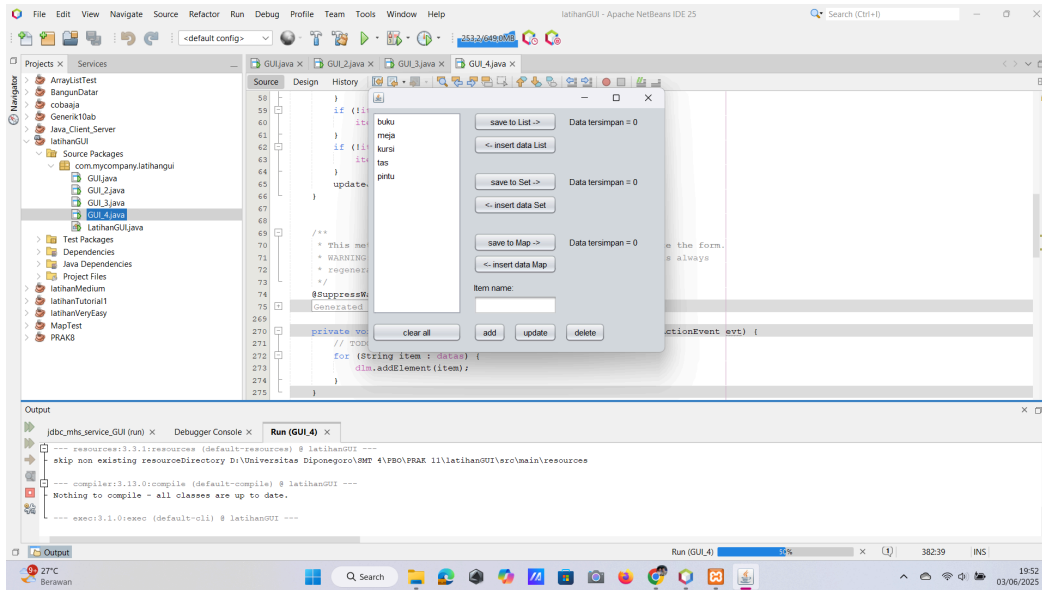 File Edit View Navigate Source Refactor Run Debug Profile Team Tools Window Help
latihanGUI - Apache NetBeans IDE 25
Search (Ctrl+I)
<default config>
253,2/649,0MB
Projects × Services
GUI.java × GUI_2.java × GUI_3.java × GUI_4.java ×
Navigator
ArrayListTest
BangunDatar
cobaaja
Generik10ab
Java_Client_Server
latihanGUI
Source Packages
com.mycompany.latihangui
GUI.java
GUI_2.java
GUI_3.java
GUI_4.java
LatihanGUI.java
Test Packages
Dependencies
Java Dependencies
Project Files
latihanMedium
latihanTutorial1
latihanVeryEasy
MapTest
PRAK8
Source Design History
58 }
59 if (!it
60 ite
61 }
62 if (
63 ite
64 }
65 update
66 }
67
68
69 /**
70 * This me e the form.
71 * WARNING s always
72 * regener
73 */
74 @SuppressWa
75 Generated
269
270 private vo ctionEvent evt) {
271 // TOD
272 for (String item : datas) {
273 dlm.addElement(item);
274 }
275 }
buku
meja
kursi
tas
pintu
save to List -> Data tersimpan = 0
<- insert data List
save to Set -> Data tersimpan = 0
<- insert data Set
save to Map -> Data tersimpan = 0
<- insert data Map
Item name:
clear all add update delete
Output
jdbc_mhs_service_GUI (run) × Debugger Console × Run (GUI_4) ×
--- resources:3.3.1:resources (default-resources) @ latihanGUI ---
skip non existing resourceDirectory D:\Universitas Diponegoro\SMT 4\PBO\PRAK 11\latihanGUI\src\main\resources
--- compiler:3.13.0:compile (default-compile) @ latihanGUI ---
Nothing to compile - all classes are up to date.
--- exec:3.1.0:exec (default-cli) @ latihanGUI ---
Output
Run (GUI_4) × 1 382:39 INS
9+ 27°C
Berawan
Search
19:52
03/06/2025